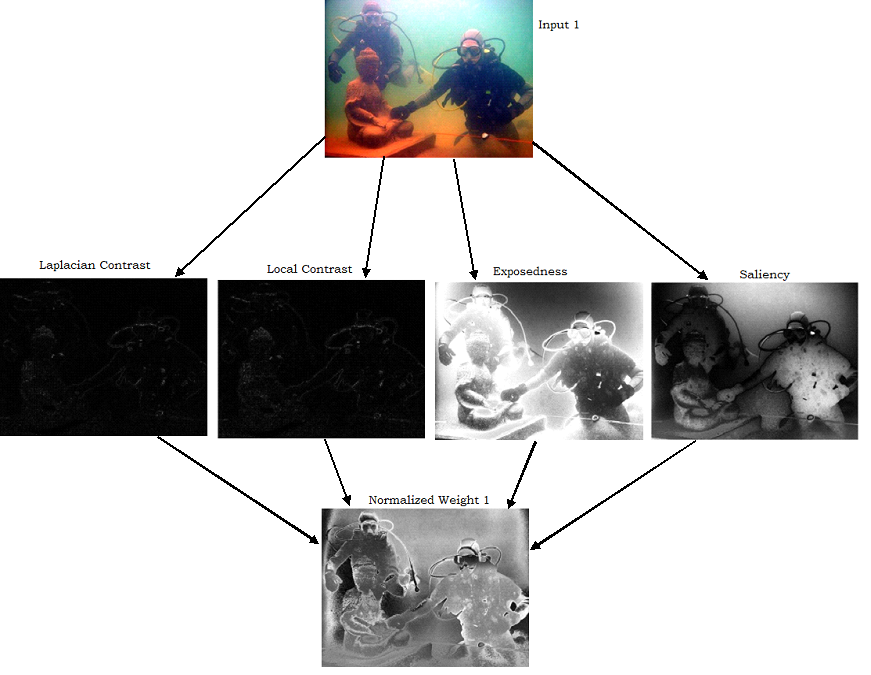 Input 1
Laplacian Contrast
Local Contrast
Exposedness
Saliency
Normalized Weight 1